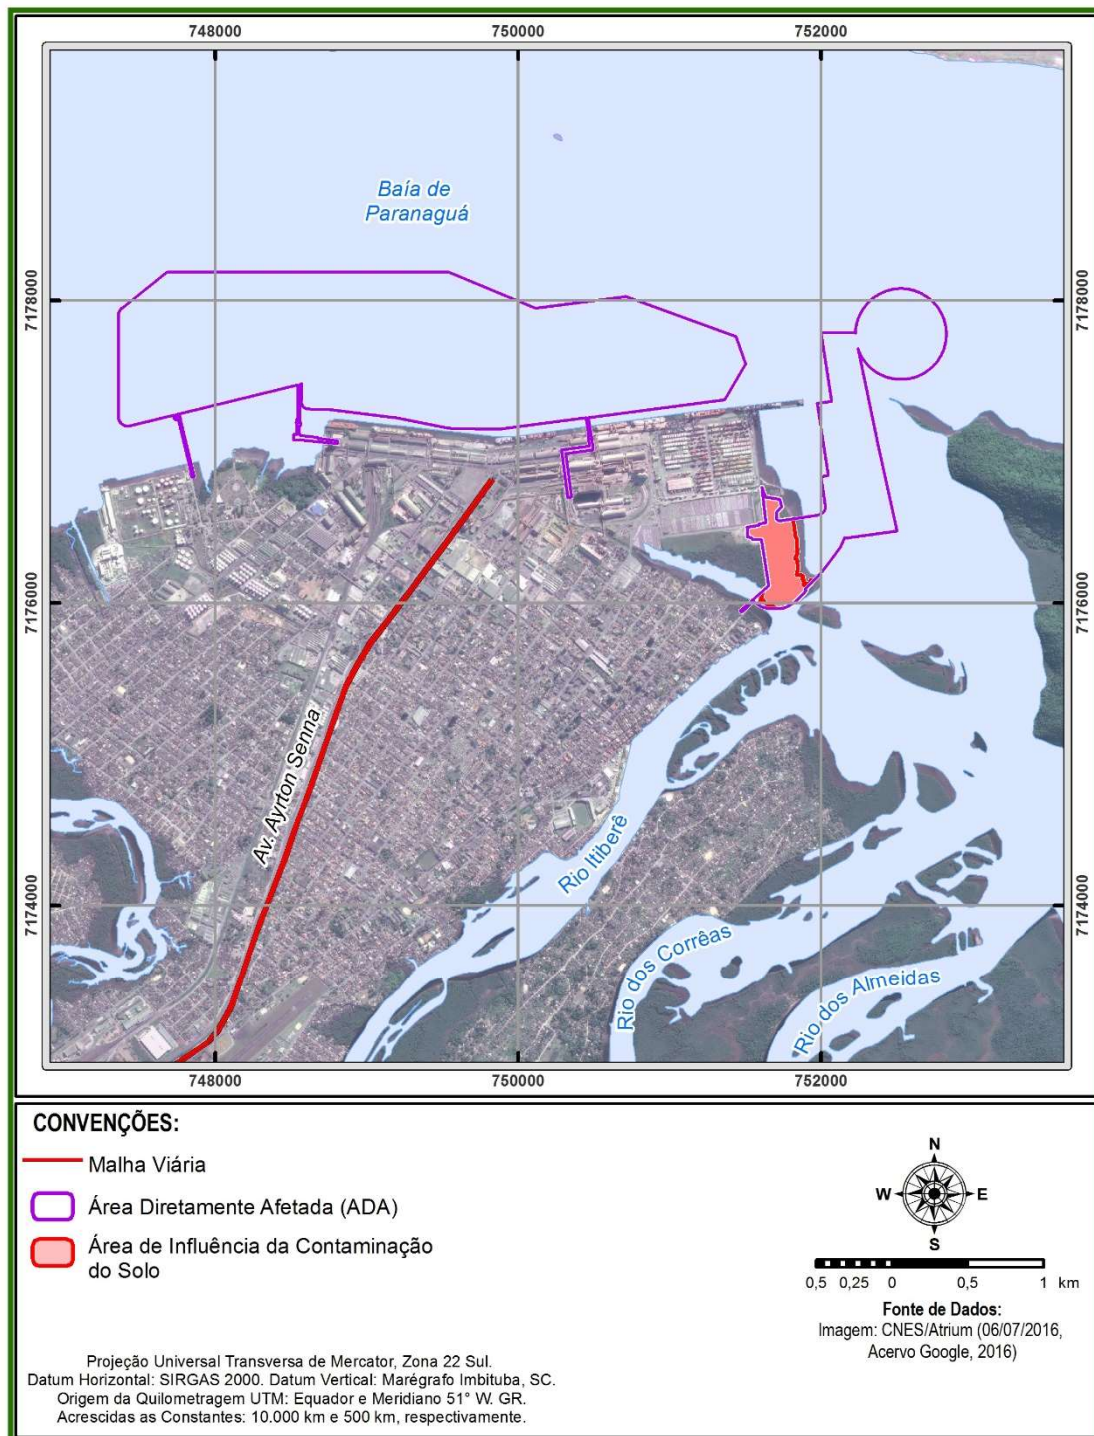 748000
750000
752000
Baía de
Paranaguá
7178000
7178000
7176000
7176000
Av. Ayrton Senna
Rio Itiberê
7174000
7174000
Rio dos Corrêas
Rio dos Almeidas
748000
750000
752000
CONVENÇÕES:
Malha Viária
Área Diretamente Afetada (ADA)
Área de Influência da Contaminação
do Solo
N
W
E
S
0,5 0,25 0 0,5 1 km
Fonte de Dados:
Imagem: CNES/Atrium (06/07/2016,
Acervo Google, 2016)
Projeção Universal Transversa de Mercator, Zona 22 Sul.
Datum Horizontal: SIRGAS 2000. Datum Vertical: Marégrafo Imbituba, SC.
Origem da Quilometragem UTM: Equador e Meridiano 51° W. GR.
Acrescidas as Constantes: 10.000 km e 500 km, respectivamente.